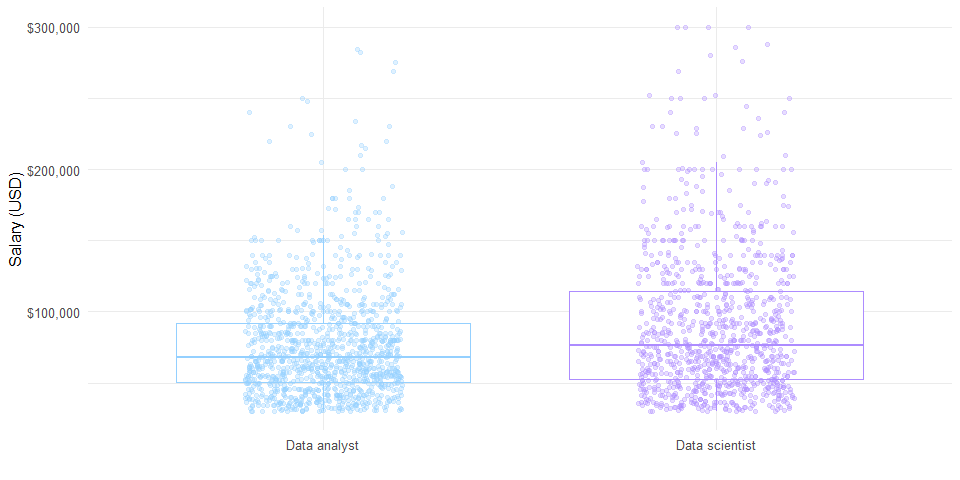 $300,000
$200,000
$100,000
Salary (USD)
Data analyst
Data scientist